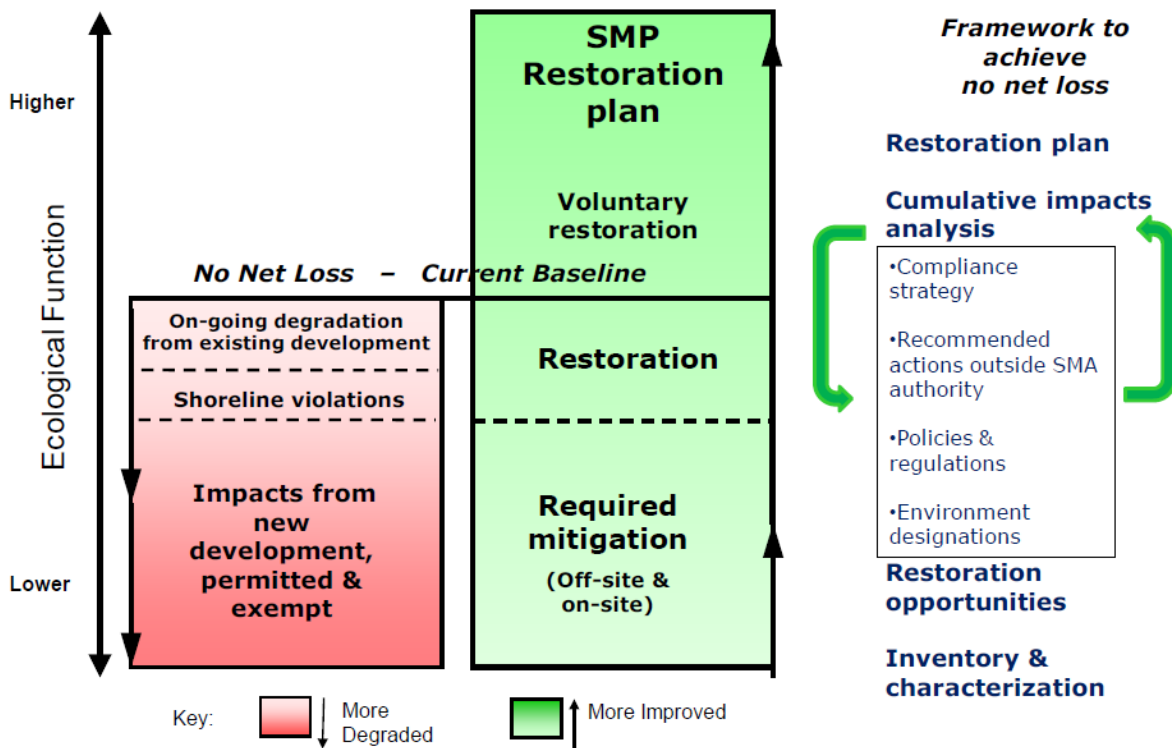 Higher
Ecological Function
Lower
SMP
Restoration
plan
Voluntary
restoration
No Net Loss – Current Baseline
On-going degradation
from existing development
Shoreline violations
Impacts from
new
development,
permitted &
exempt
Restoration
Required
mitigation
(Off-site &
on-site)
Framework to
achieve
no net loss
Restoration plan
Cumulative impacts
analysis
•Compliance
strategy
•Recommended
actions outside SMA
authority
•Policies &
regulations
•Environment
designations
Restoration
opportunities
Inventory &
characterization
Key:
More
Degraded
More Improved